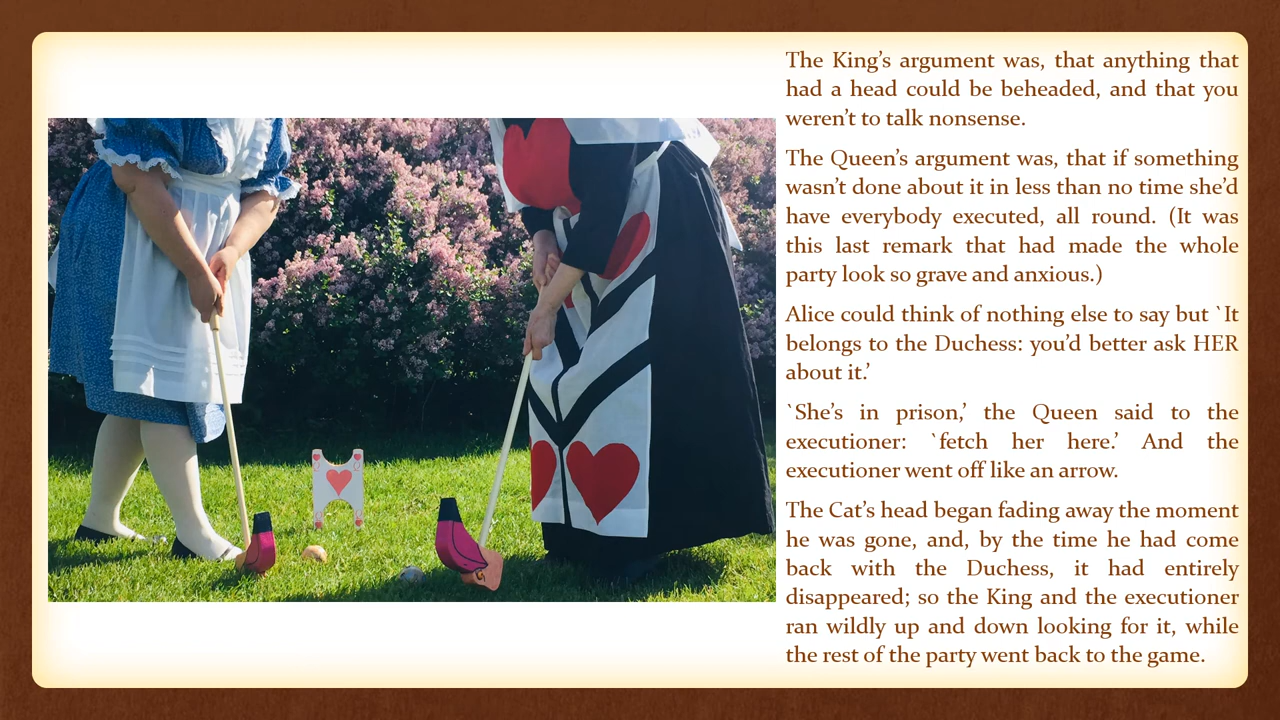 The King’s argument was, that anything that
had a head could be beheaded, and that you
weren’t to talk nonsense.
The Queen’s argument was, that if something
wasn’t done about it in less than no time she’d
have everybody executed, all round. (It was
this last remark that had made the whole
party look so grave and anxious.)
Alice could think of nothing else to say but `It
belongs to the Duchess: you’d better ask HER
about it.’
`She’s in prison,’ the Queen said to the
executioner: `fetch her here.’ And the
executioner went off like an arrow.
The Cat’s head began fading away the moment
he was gone, and, by the time he had come
back with the Duchess, it had entirely
disappeared; so the King and the executioner
ran wildly up and down looking for it, while
the rest of the party went back to the game.